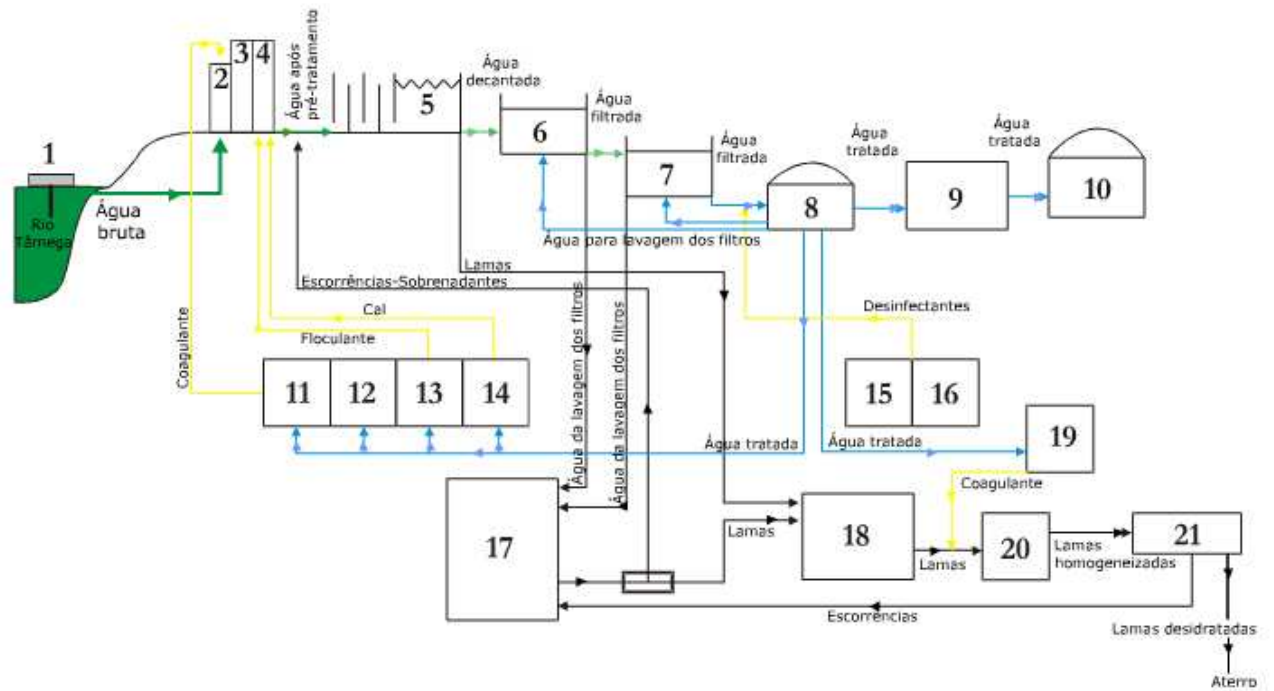 1
Rio
Tâmega
Água
bruta
2
3
4
Água após
pré-tratamento
5
Água
decantada
6
Água
filtrada
7
Água
filtrada
8
Água
tratada
9
Água
tratada
10
Água para lavagem dos filtros
Lamas
Escorrências-Sobrenadantes
Cal
Floculante
Coagulante
Água da lavagem dos filtros
Água da lavagem dos filtros
Desinfectantes
11
12
13
14
15
16
Água tratada
Água tratada
19
Coagulante
17
Lamas
18
Lamas
20
Lamas
homogeneizadas
21
Escorrências
Lamas desidratadas
Aterro